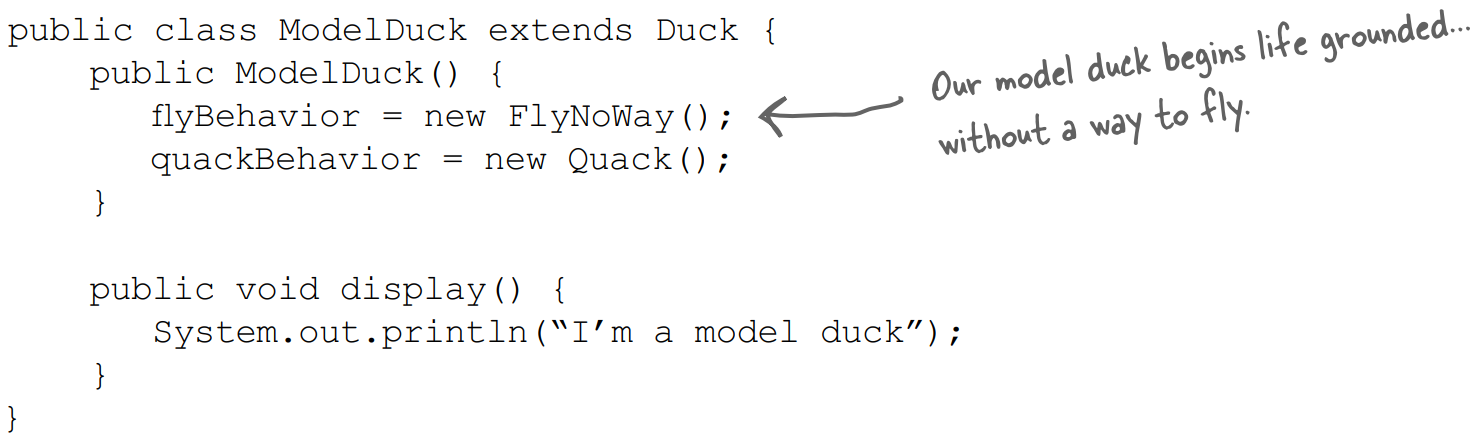 public class ModelDuck extends Duck {
public ModelDuck() {
flyBehavior = new FlyNoWay();
quackBehavior = new Quack();
}
Our model duck begins life grounded...
without a way to fly.
public void display() {
System.out.println(“I’m a model duck”);
}
}